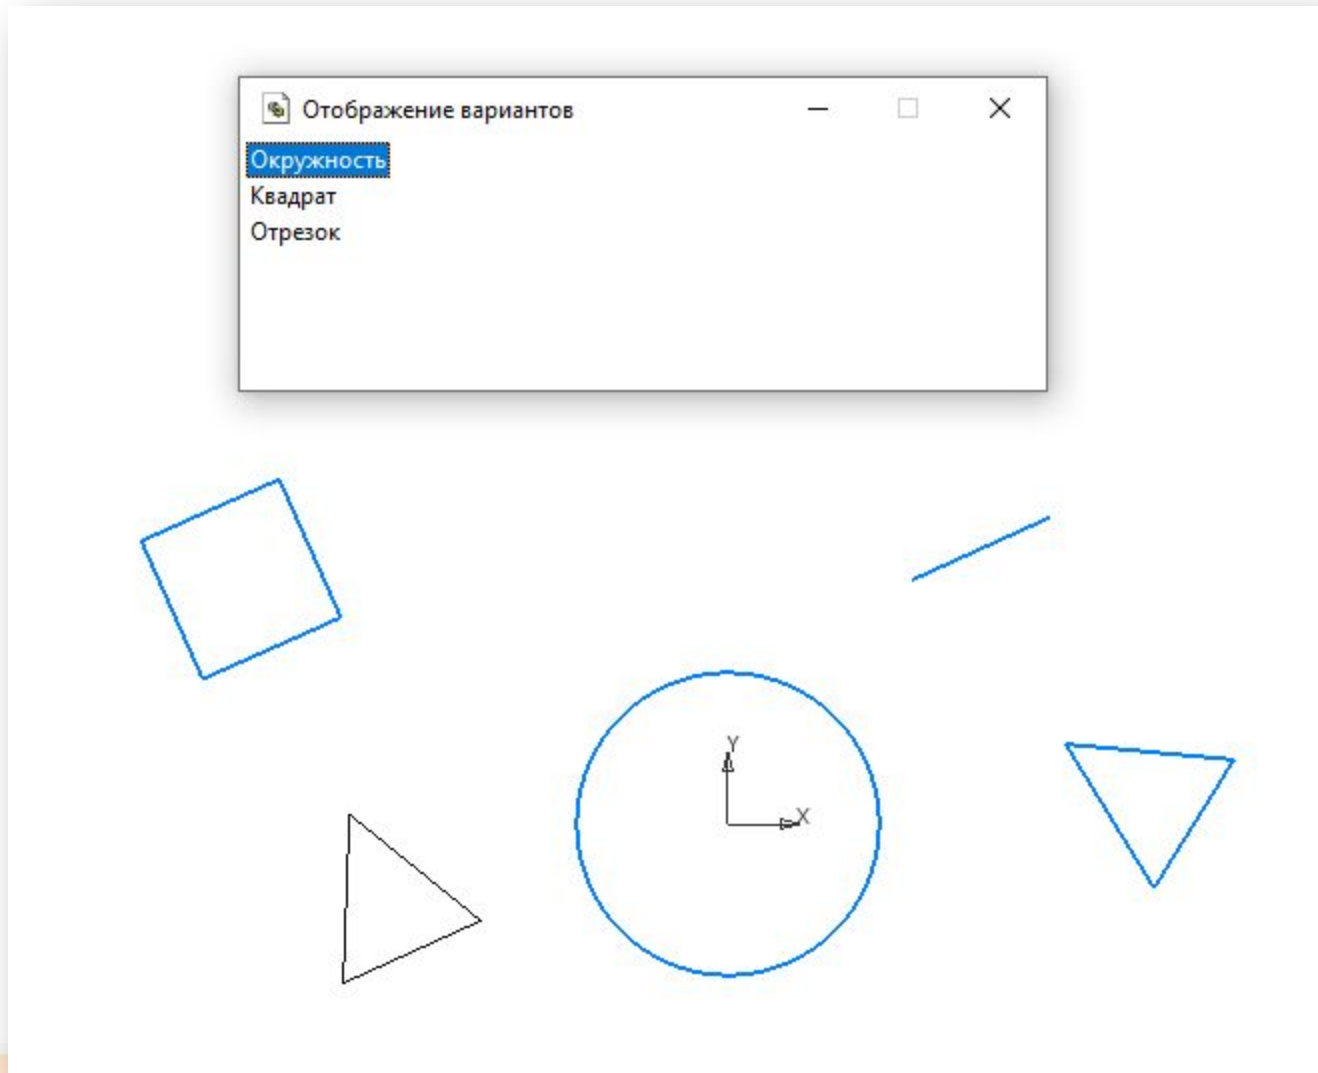 Отображение вариантов
Окружность
Квадрат
Отрезок
Y
X